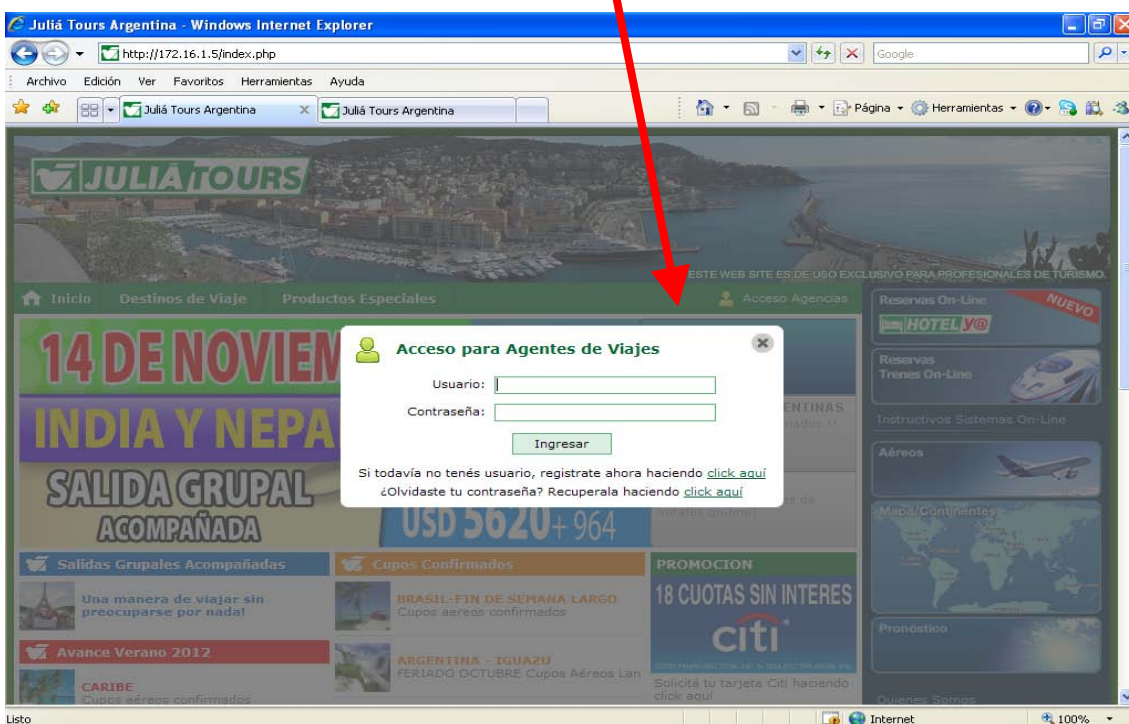 Juliá Tours Argentina - Windows Internet Explorer
http://172.16.1.5/index.php
Google
Archivo Edición Ver Favoritos Herramientas Ayuda
Juliá Tours Argentina
Juliá Tours Argentina
Página
Herramientas
JULIÁ TOURS
ESTE WEB SITE ES DE USO EXCLUSIVO PARA PROFESIONALES DE TURISMO.
Inicio Destinos de Viaje Productos Especiales Acceso Agencias
Reservas On-Line
NUEVO
HOTEL Y@
Reservas
Trenes On-Line
Instructivos Sistemas On-Line
Aéreos
Mapa/Continentes
Pronóstico
Quienes Somos
14 DE NOVIEM
INDIA Y NEPA
SALIDA GRUPAL
ACOMPAÑADA
USD 5620 + 964
ENTINAS
Acceso para Agentes de Viajes
Usuario:
Contraseña:
Ingresar
Si todavía no tenés usuario, registrate ahora haciendo click aquí
¿Olvidaste tu contraseña? Recuperala haciendo click aquí
Salidas Grupales Acompañadas
Una manera de viajar sin
preocuparse por nada!
Avance Verano 2012
CARIBE
Cupos aéreos confirmados
Cupos Confirmados
BRASIL-FIN DE SEMANA LARGO
Cupos aereos confirmados
ARGENTINA - IGUAZU
FERIADO OCTUBRE Cupos Aéreos Lan
PROMOCION
18 CUOTAS SIN INTERES
citi
Solicitá tu tarjeta Citi haciendo
click aquí
Listo
Internet
100%